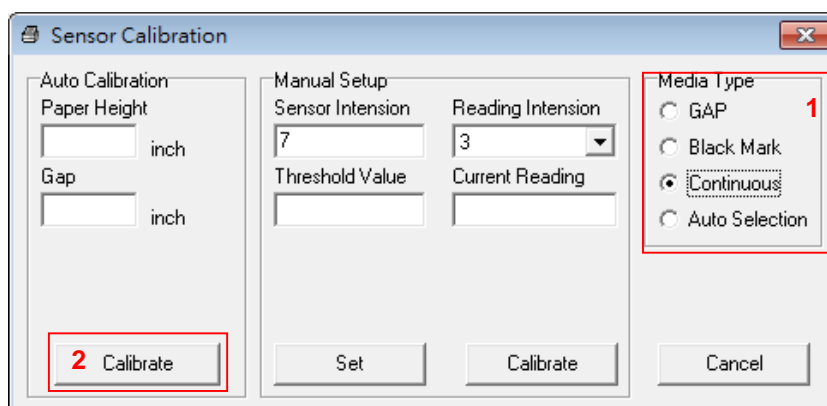 Sensor Calibration
Auto Calibration
Paper Height
inch
Gap
inch
2 Calibrate
Manual Setup
Sensor Intension Reading Intension
7 3
Threshold Value Current Reading
Set Calibrate
Media Type
GAP 1
Black Mark
Continuous
Auto Selection
Cancel